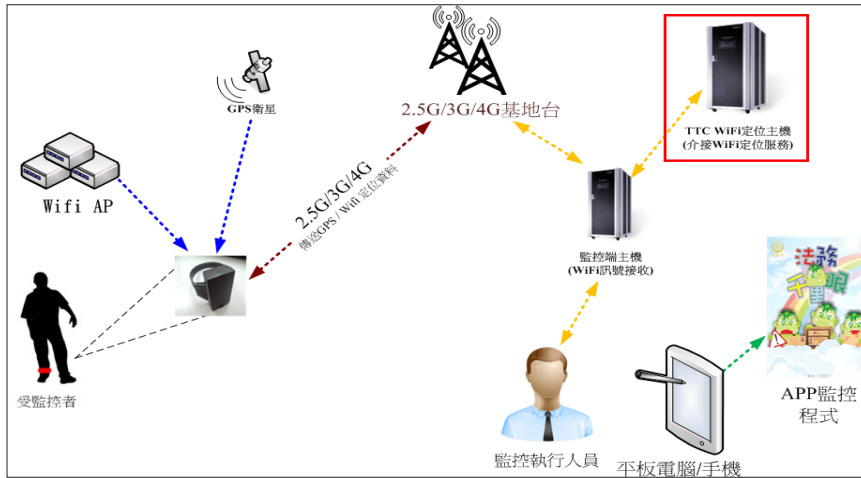 2.5G/3G/4G基地台
GPS衛星
TTC WiFi定位主機
(介接WiFi定位服務)
Wifi AP
2.5G/3G/4G
傳送GPS / Wifi 定位資料
監控端主機
(WiFi訊號接收)
法務
千里眼
受監控者
監控執行人員
平板電腦/手機
APP監控
程式